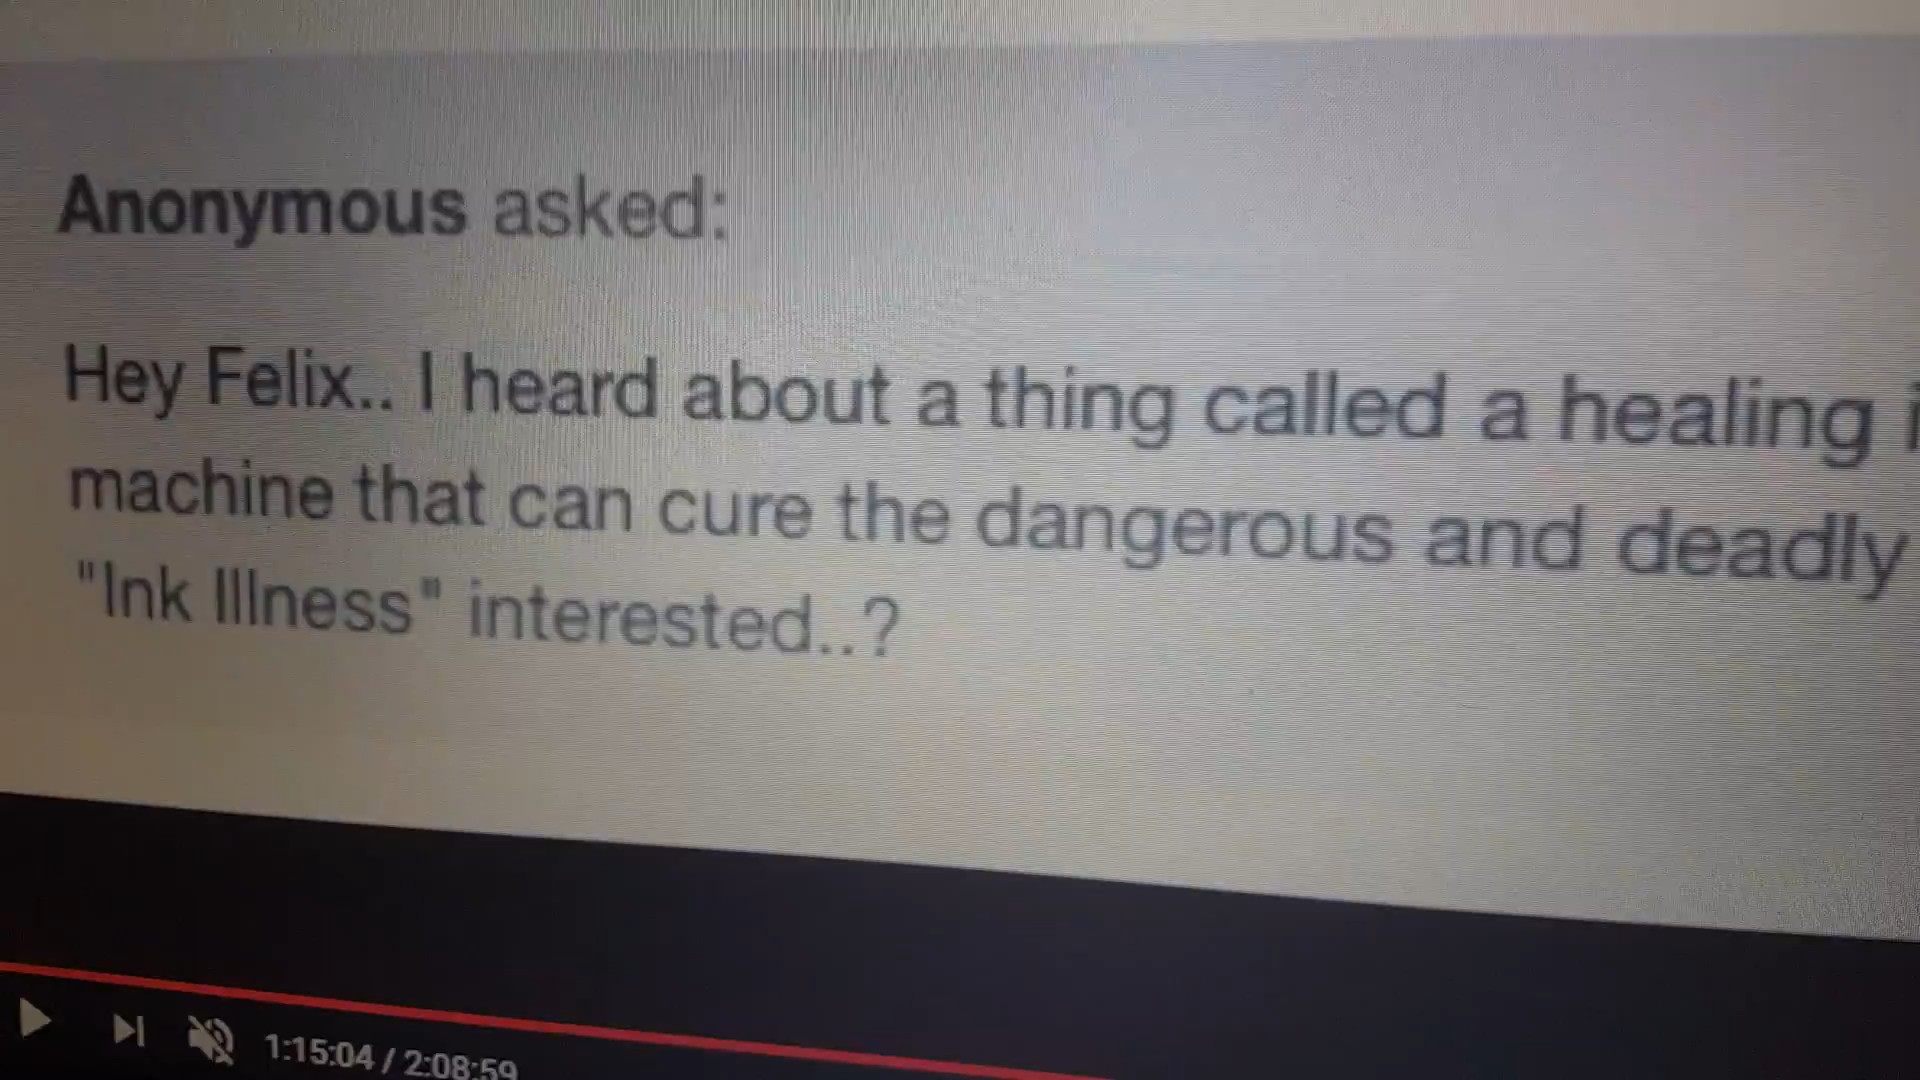 Anonymous asked:
Hey Felix.. I heard about a thing called a healing
machine that can cure the dangerous and deadly
"Ink Illness" interested..?
1:15:04 / 2:08:59